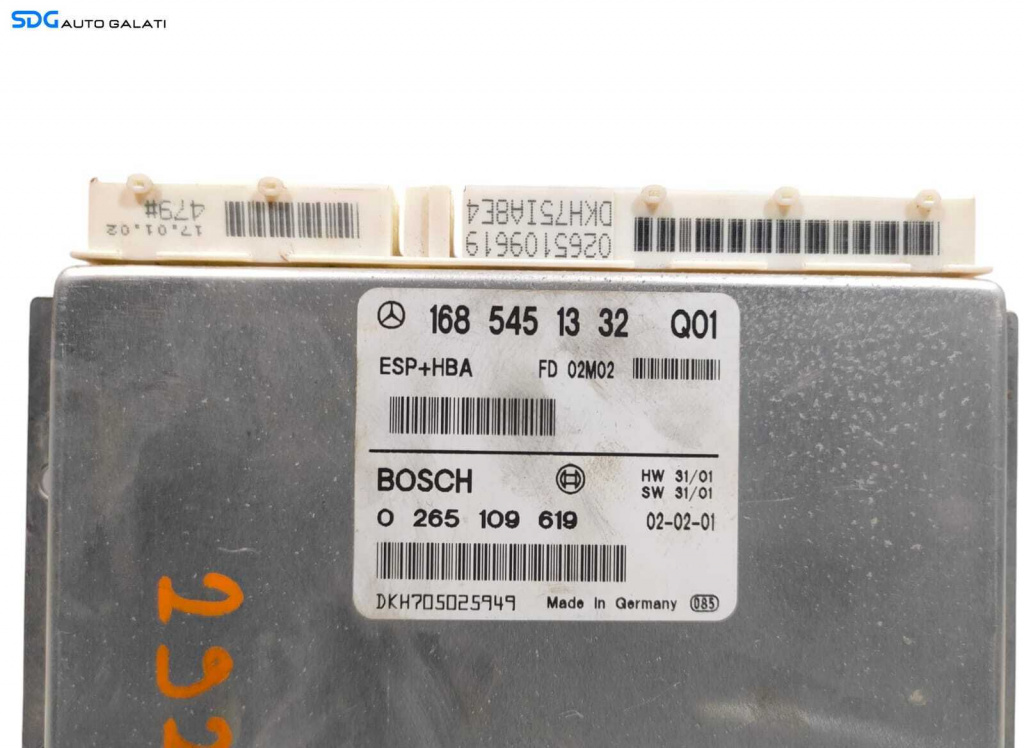 SDG AUTO GALATI
479#
17.01.02
DKH75IA8E4
0265109619
168 545 13 32 Q01
ESP+HBA FD 02M02
BOSCH HW 31/01
SW 31/01
0 265 109 619 02-02-01
DKH705025949 Made In Germany 085